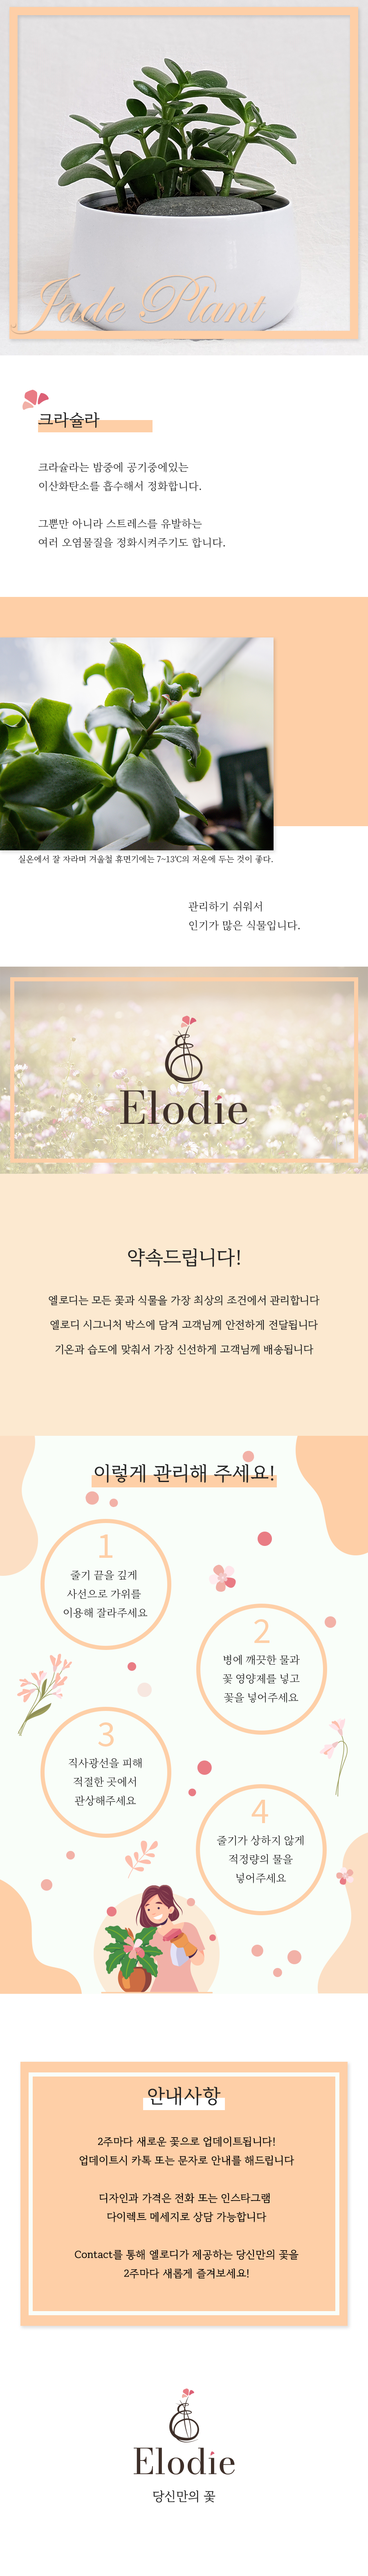 Jade Plant
크라슐라
크라슐라는 밤중에 공기중에있는
이산화탄소를 흡수해서 정화합니다.
그뿐만 아니라 스트레스를 유발하는
여러 오염물질을 정화시켜주기도 합니다.
실온에서 잘 자라며 겨울철 휴면기에는 7~13℃의 저온에 두는 것이 좋다.
관리하기 쉬워서
인기가 많은 식물입니다.
Elodie
약속드립니다!
엘로디는 모든 꽃과 식물을 가장 최상의 조건에서 관리합니다
엘로디 시그니처 박스에 담겨 고객님께 안전하게 전달됩니다
기온과 습도에 맞춰서 가장 신선하게 고객님께 배송됩니다
이렇게 관리해 주세요!
1
줄기 끝을 깊게
사선으로 가위를
이용해 잘라주세요
2
병에 깨끗한 물과
꽃 영양제를 넣고
꽃을 넣어주세요
3
직사광선을 피해
적절한 곳에서
관상해주세요
4
줄기가 상하지 않게
적정량의 물을
넣어주세요
안내사항
2주마다 새로운 꽃으로 업데이트됩니다!
업데이트시 카톡 또는 문자로 안내를 해드립니다
디자인과 가격은 전화 또는 인스타그램
다이렉트 메세지로 상담 가능합니다
Contact를 통해 엘로디가 제공하는 당신만의 꽃을
2주마다 새롭게 즐겨보세요!
Elodie
당신만의 꽃